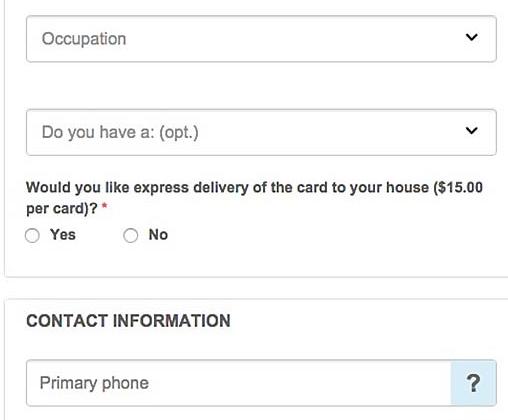 Occupation
Do you have a: (opt.)
Would you like express delivery of the card to your house ($15.00
per card)? *
Yes No
CONTACT INFORMATION
Primary phone ?